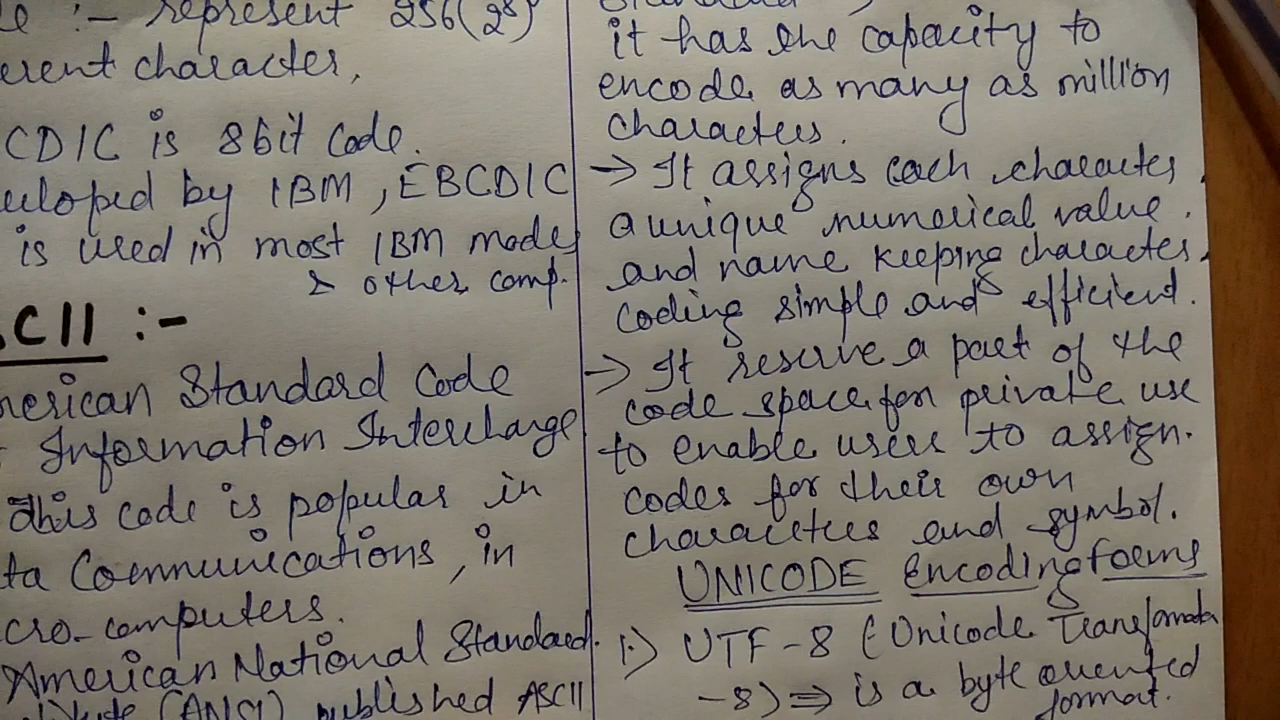 e :- represent 256(2⁸)
erent character,
CDIC is 8bit code.
eloped by IBM, EBCDIC
is used in most IBM model
& other comp.
SCII :-
merican Standard Code
Information Interchange
This code is popular in
ta Communications, in
cro-computers.
American National Standard
(ANSI) published ASCII
it has the capacity to
encode as many as million
characters.
→ It assigns each character
a unique numerical value
and name keeping character
coding simple and efficient.
→ It reserve a part of the
code space for private use
to enable users to assign
codes for their own
characters and symbol.
UNICODE Encoding forms
1.) UTF-8 (Unicode Transformation
-8) ⇒ is a byte oriented
format.